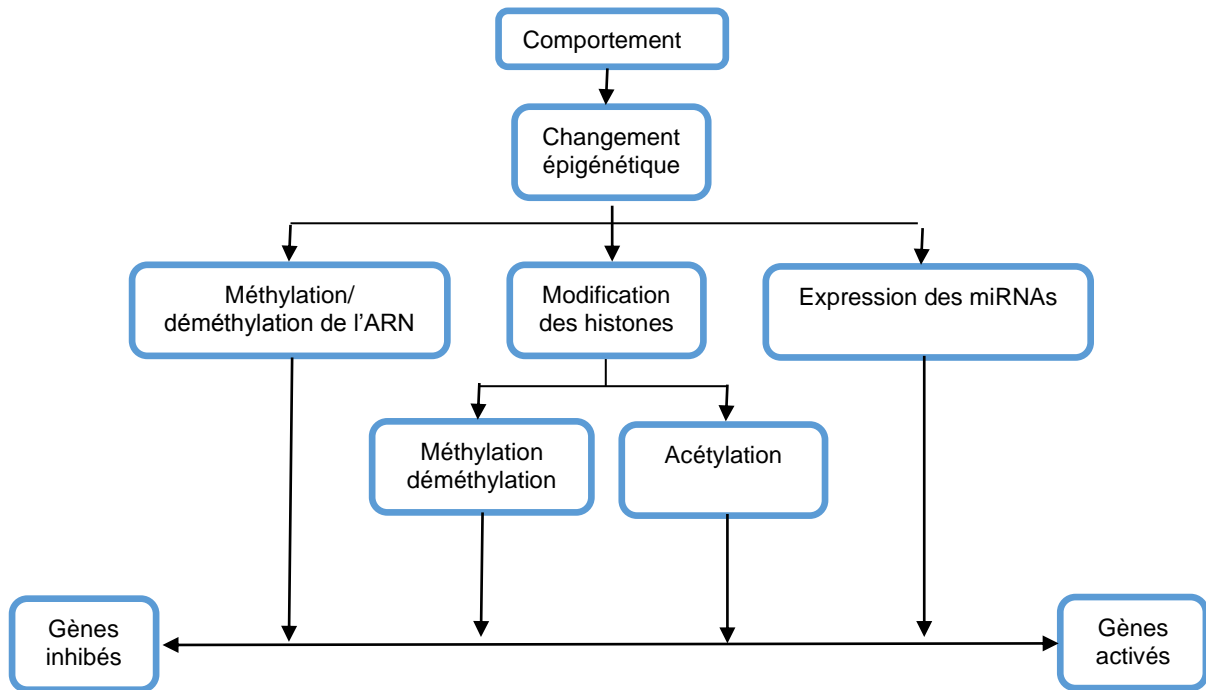 Comportement
Changement
épigénétique
Méthylation/
déméthylation de l’ARN
Modification
des histones
Expression des miRNAs
Méthylation
déméthylation
Acétylation
Gènes
inhibés
Gènes
activés